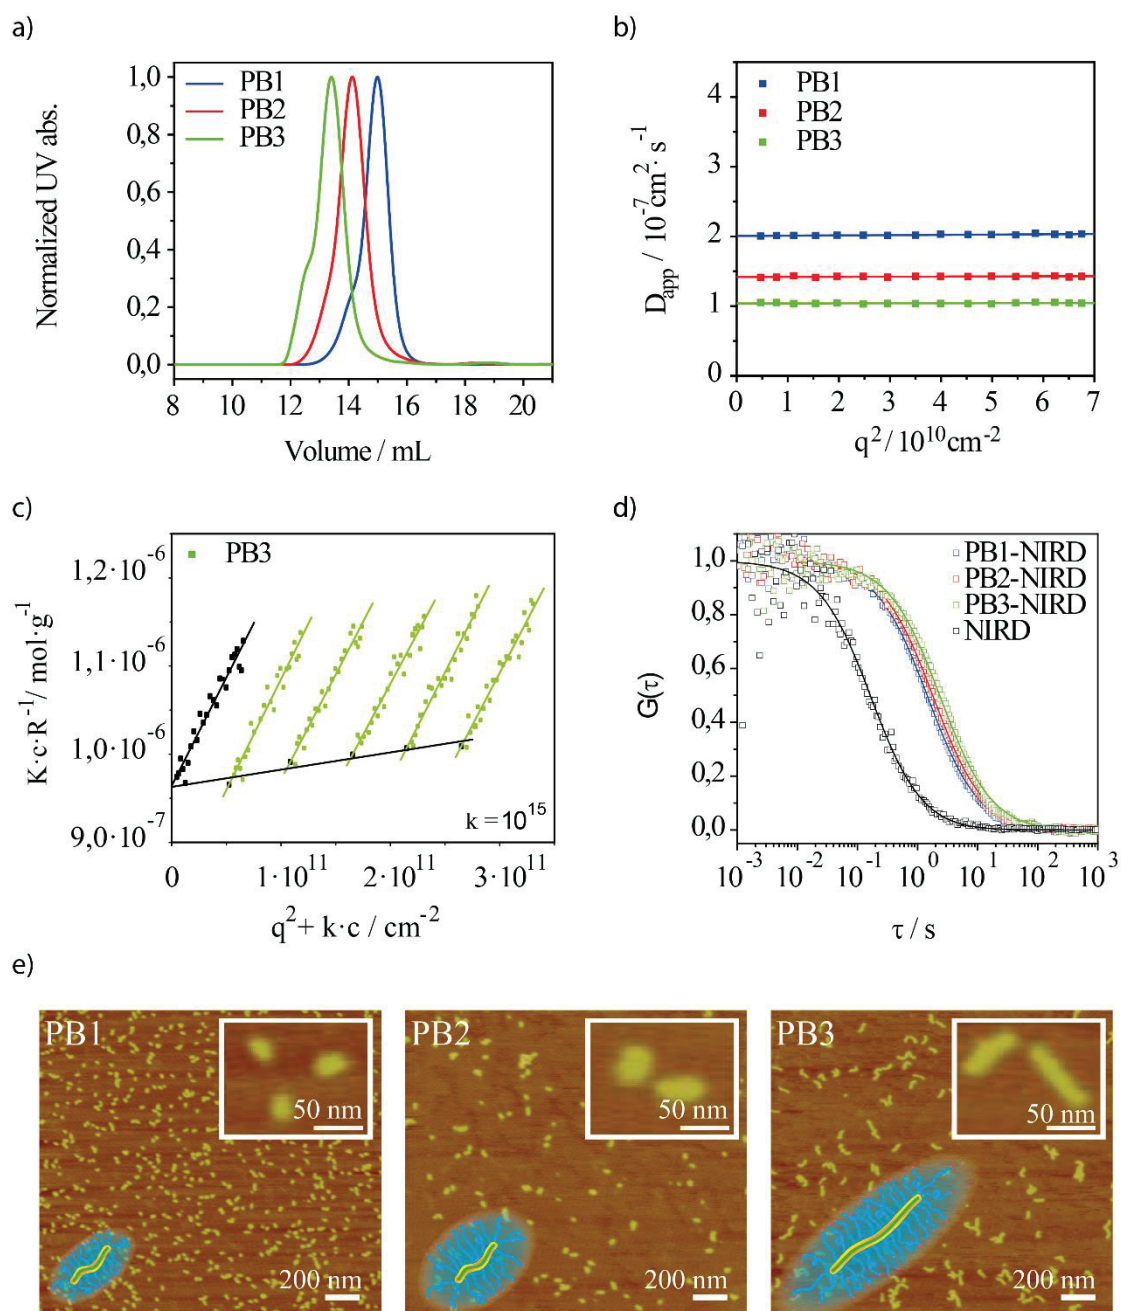 a)
Normalized UV abs.
1,0
0,8
0,6
0,4
0,2
0,0
PB1
PB2
PB3
8 10 12 14 16 18 20
Volume / mL
b)
D_app / 10^-7 cm^2 · s^-1
4
3
2
1
0
PB1
PB2
PB3
0 1 2 3 4 5 6 7
q^2 / 10^10 cm^-2
c)
K·c·R^-1 / mol·g^-1
1,2·10^-6
1,1·10^-6
1,0·10^-6
9,0·10^-7
PB3
k = 10^15
0 1·10^11 2·10^11 3·10^11
q^2 + k·c / cm^-2
d)
G(τ)
1,0
0,8
0,6
0,4
0,2
0,0
PB1-NIRD
PB2-NIRD
PB3-NIRD
NIRD
10^-3 10^-2 10^-1 10^0 10^1 10^2 10^3
τ / s
e)
PB1
50 nm
200 nm
PB2
50 nm
200 nm
PB3
50 nm
200 nm